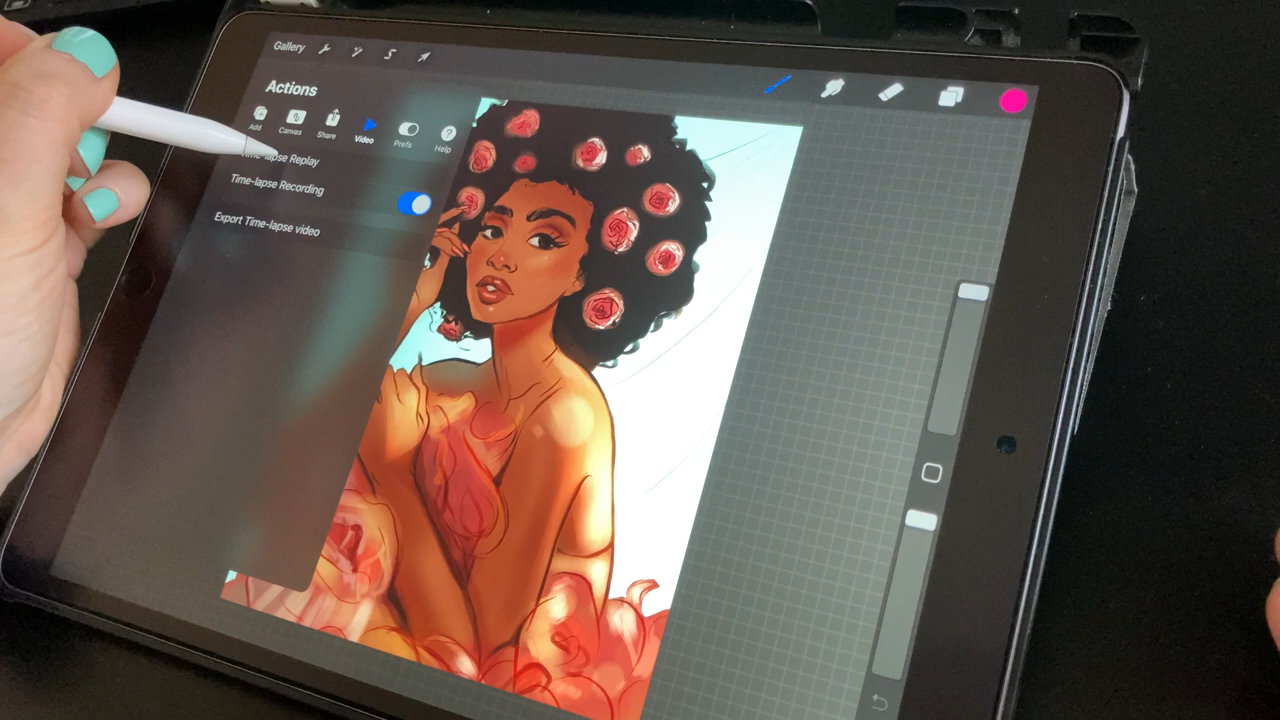 Gallery
Actions
Add Canvas Share Video Prefs Help
Time-lapse Replay
Time-lapse Recording
Export Time-lapse video